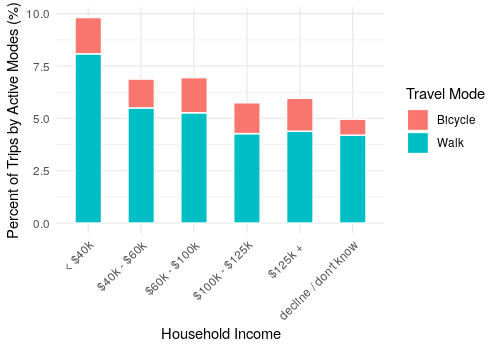 Percent of Trips by Active Modes (%)
10.0
7.5
5.0
2.5
0.0
< $40k
$40k - $60k
$60k - $100k
$100k - $125k
$125k +
decline / don't know
Household Income
Travel Mode
Bicycle
Walk